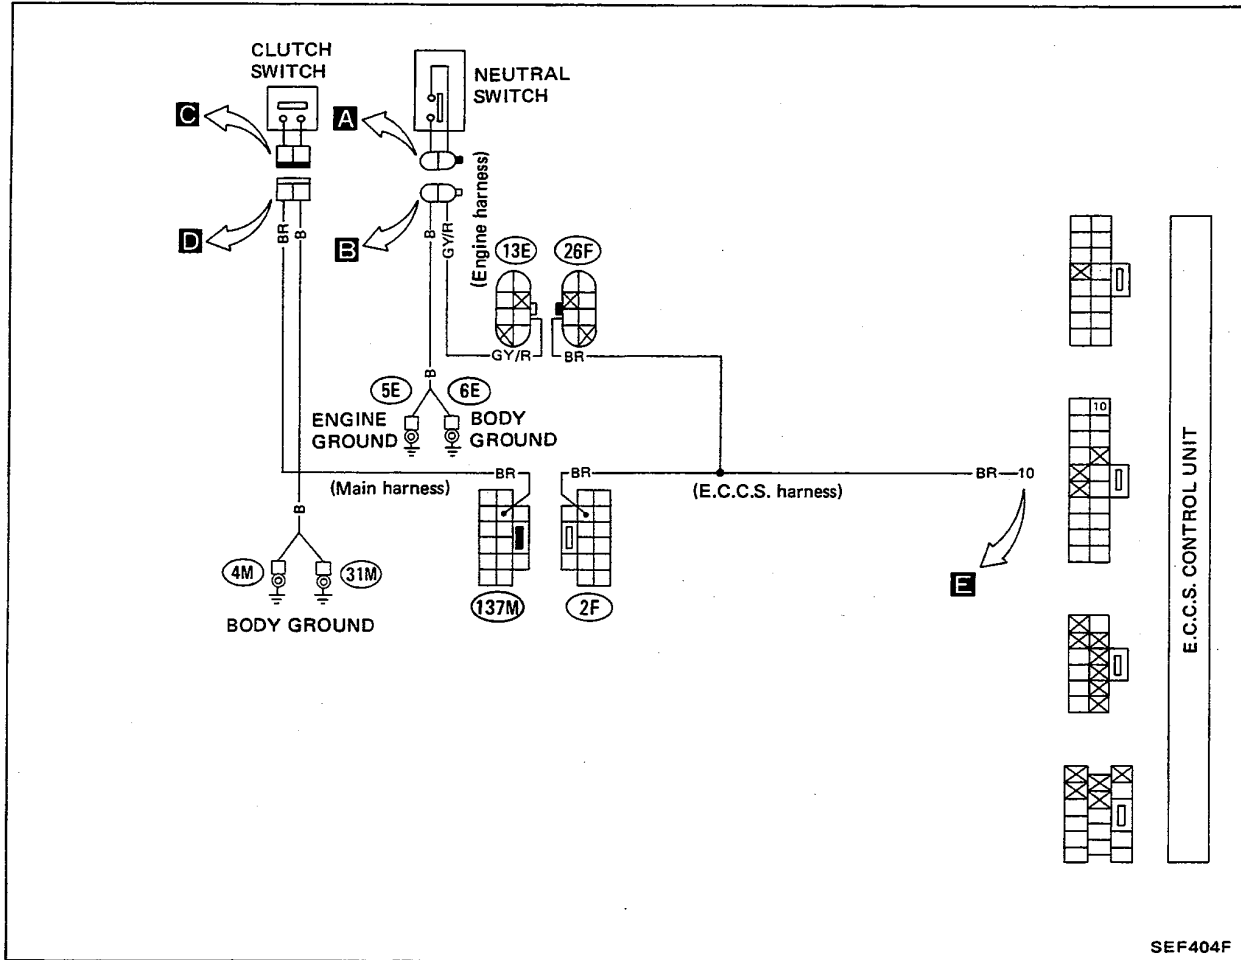 CLUTCH
SWITCH
NEUTRAL
SWITCH
C
A
D
B
(Engine harness)
BR
B
B
GY/R
13E
26F
GY/R
BR
B
5E
6E
ENGINE
GROUND
BODY
GROUND
10
BR
BR
BR
10
(Main harness)
(E.C.C.S. harness)
B
E
4M
31M
137M
2F
BODY GROUND
E.C.C.S. CONTROL UNIT
SEF404F